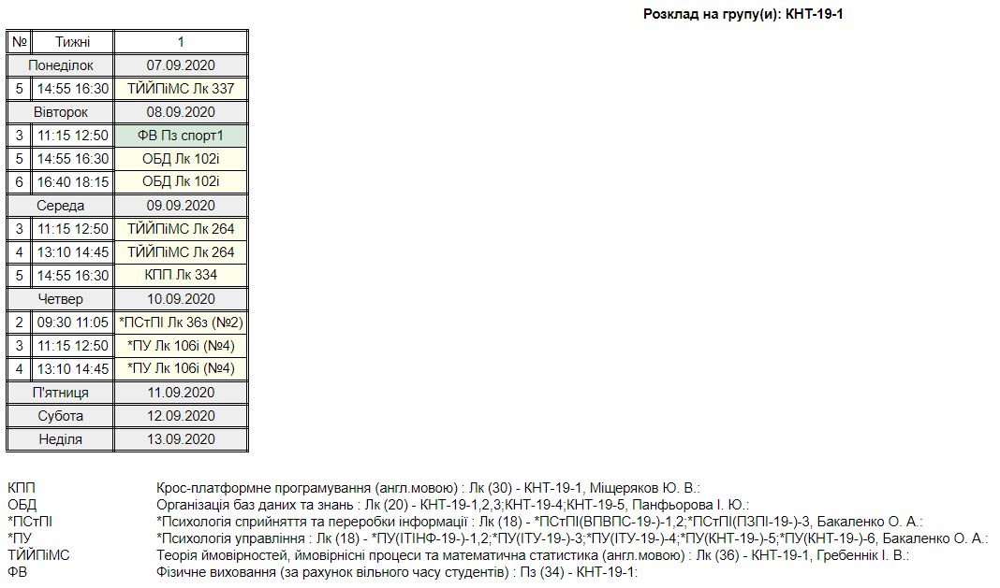 Розклад на групу(и): КНТ-19-1
№ Тижні 1
Понеділок 07.09.2020
5 14:55 16:30 ТЙЙПіМС Лк 337
Вівторок 08.09.2020
3 11:15 12:50 ФВ Пз спорт1
5 14:55 16:30 ОБД Лк 102і
6 16:40 18:15 ОБД Лк 102і
Середа 09.09.2020
3 11:15 12:50 ТЙЙПіМС Лк 264
4 13:10 14:45 ТЙЙПіМС Лк 264
5 14:55 16:30 КПП Лк 334
Четвер 10.09.2020
2 09:30 11:05 *ПСтПІ Лк 36з (№2)
3 11:15 12:50 *ПУ Лк 106і (№4)
4 13:10 14:45 *ПУ Лк 106і (№4)
П'ятниця 11.09.2020
Субота 12.09.2020
Неділя 13.09.2020
КПП Крос-платформне програмування (англ.мовою) : Лк (30) - КНТ-19-1, Міщеряков Ю. В.:
ОБД Організація баз даних та знань : Лк (20) - КНТ-19-1,2,3;КНТ-19-4;КНТ-19-5, Панфьорова І. Ю.:
*ПСтПІ *Психологія сприйняття та переробки інформації : Лк (18) - *ПСтПІ(ВПВПС-19-)-1,2;*ПСтПІ(ПЗПІ-19-)-3, Бакаленко О. А.:
*ПУ *Психологія управління : Лк (18) - *ПУ(ІТІНФ-19-)-1,2;*ПУ(ІТУ-19-)-3;*ПУ(ІТУ-19-)-4;*ПУ(КНТ-19-)-5;*ПУ(КНТ-19-)-6, Бакаленко О. А.:
ТЙЙПіМС Теорія ймовірностей, ймовірнісні процеси та математична статистика (англ.мовою) : Лк (36) - КНТ-19-1, Гребеннік І. В.:
ФВ Фізичне виховання (за рахунок вільного часу студентів) : Пз (34) - КНТ-19-1: